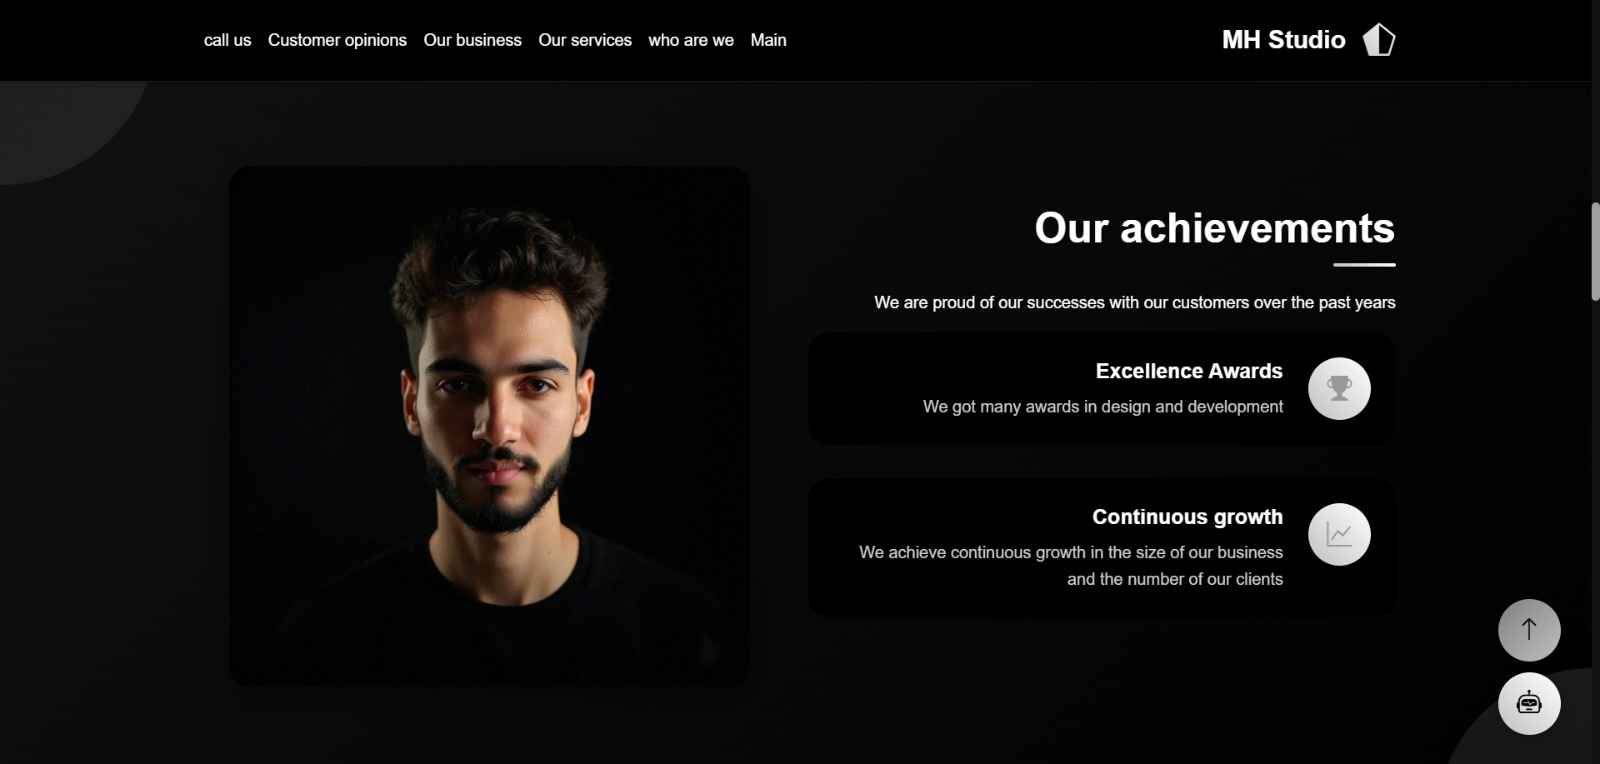 call us Customer opinions Our business Our services who are we Main
MH Studio
Our achievements
We are proud of our successes with our customers over the past years
Excellence Awards
We got many awards in design and development
Continuous growth
We achieve continuous growth in the size of our business
and the number of our clients